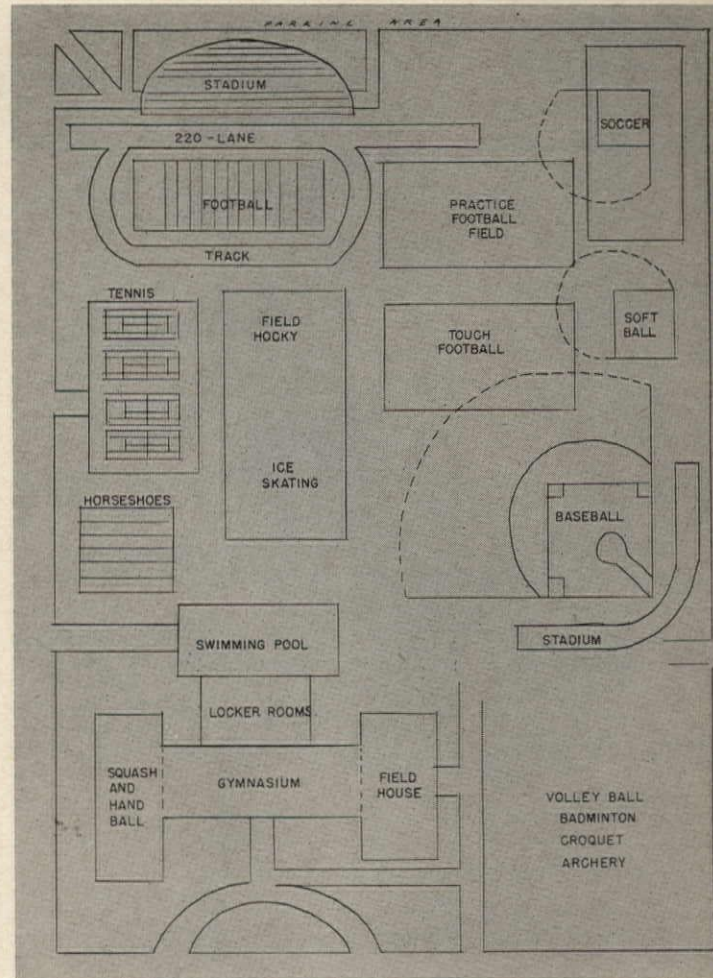 PARKING AREA
STADIUM
220-LANE
SOCCER
FOOTBALL
PRACTICE
FOOTBALL
FIELD
TRACK
TENNIS
FIELD
HOCKY
TOUCH
FOOTBALL
SOFT
BALL
ICE
SKATING
HORSESHOES
BASEBALL
SWIMMING POOL
STADIUM
LOCKER ROOMS
SQUASH
AND
HAND
BALL
GYMNASIUM
FIELD
HOUSE
VOLLEY BALL
BADMINTON
CROQUET
ARCHERY